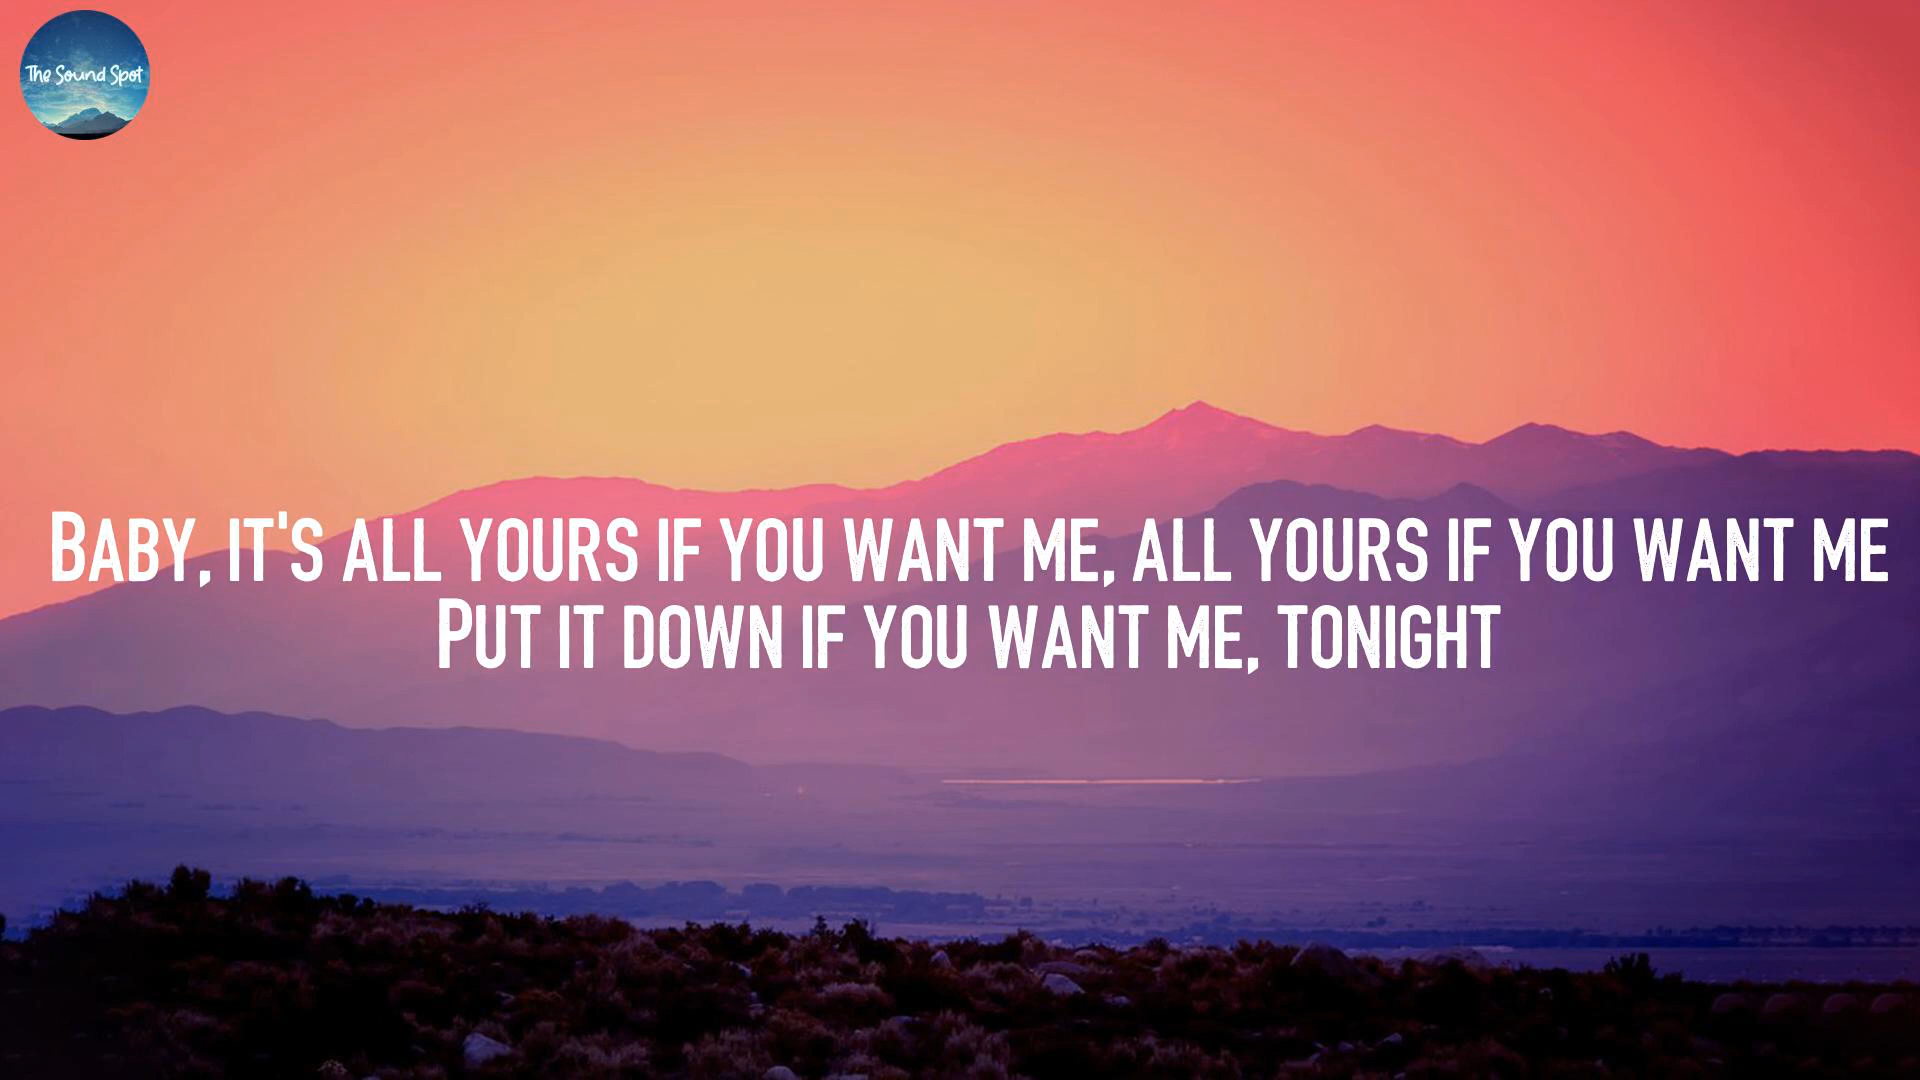 The Sound Spot
Baby, it's all yours if you want me, all yours if you want me
Put it down if you want me, tonight